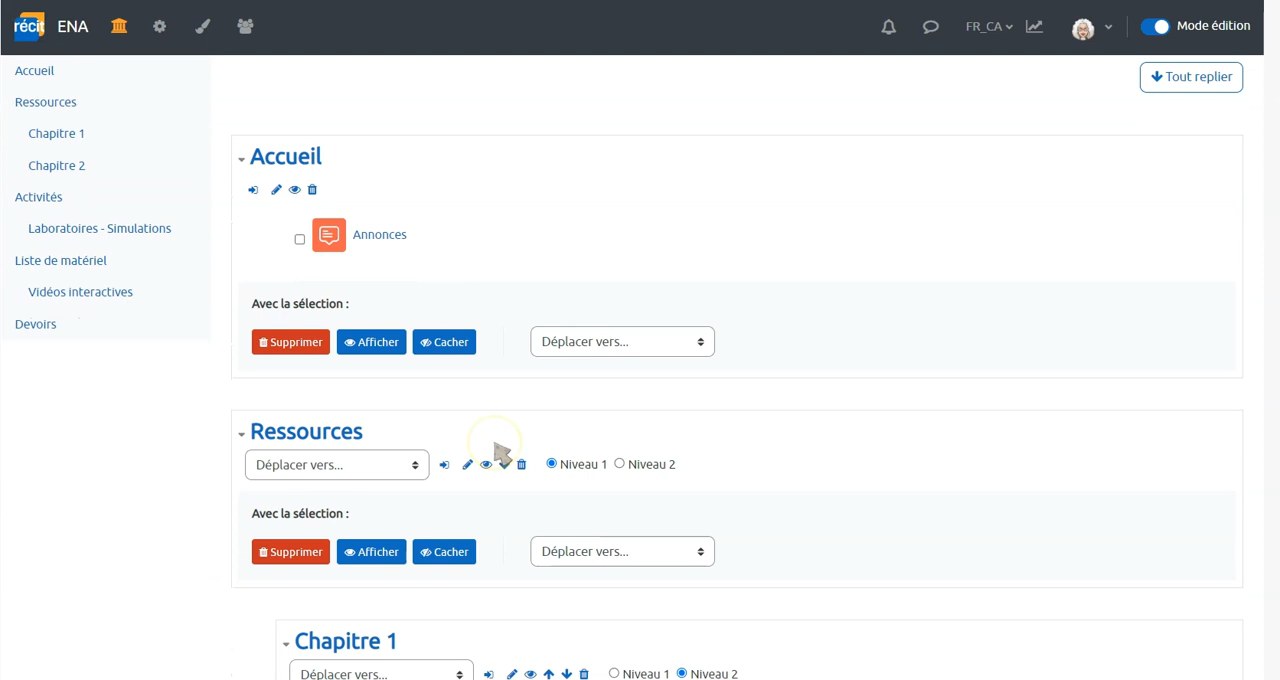 récit ENA FR_CA Mode édition
Tout replier
Accueil
Ressources
Chapitre 1
Chapitre 2
Activités
Laboratoires - Simulations
Liste de matériel
Vidéos interactives
Devoirs
Accueil
Annonces
Avec la sélection :
Supprimer Afficher Cacher Déplacer vers...
Ressources
Déplacer vers... Niveau 1 Niveau 2
Avec la sélection :
Supprimer Afficher Cacher Déplacer vers...
Chapitre 1
Déplacer vers... Niveau 1 Niveau 2